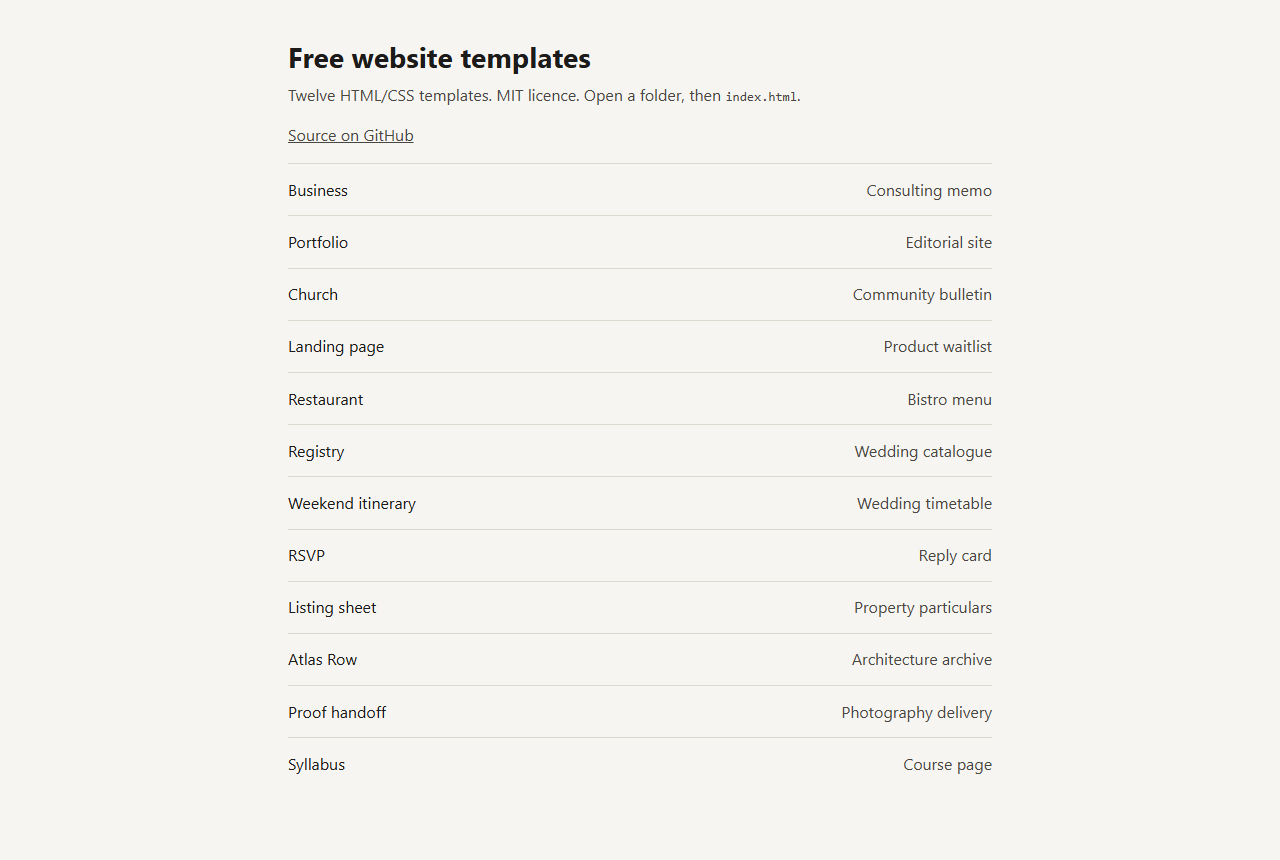 Free website templates
Twelve HTML/CSS templates. MIT licence. Open a folder, then index.html.
Source on GitHub
Business Consulting memo
Portfolio Editorial site
Church Community bulletin
Landing page Product waitlist
Restaurant Bistro menu
Registry Wedding catalogue
Weekend itinerary Wedding timetable
RSVP Reply card
Listing sheet Property particulars
Atlas Row Architecture archive
Proof handoff Photography delivery
Syllabus Course page